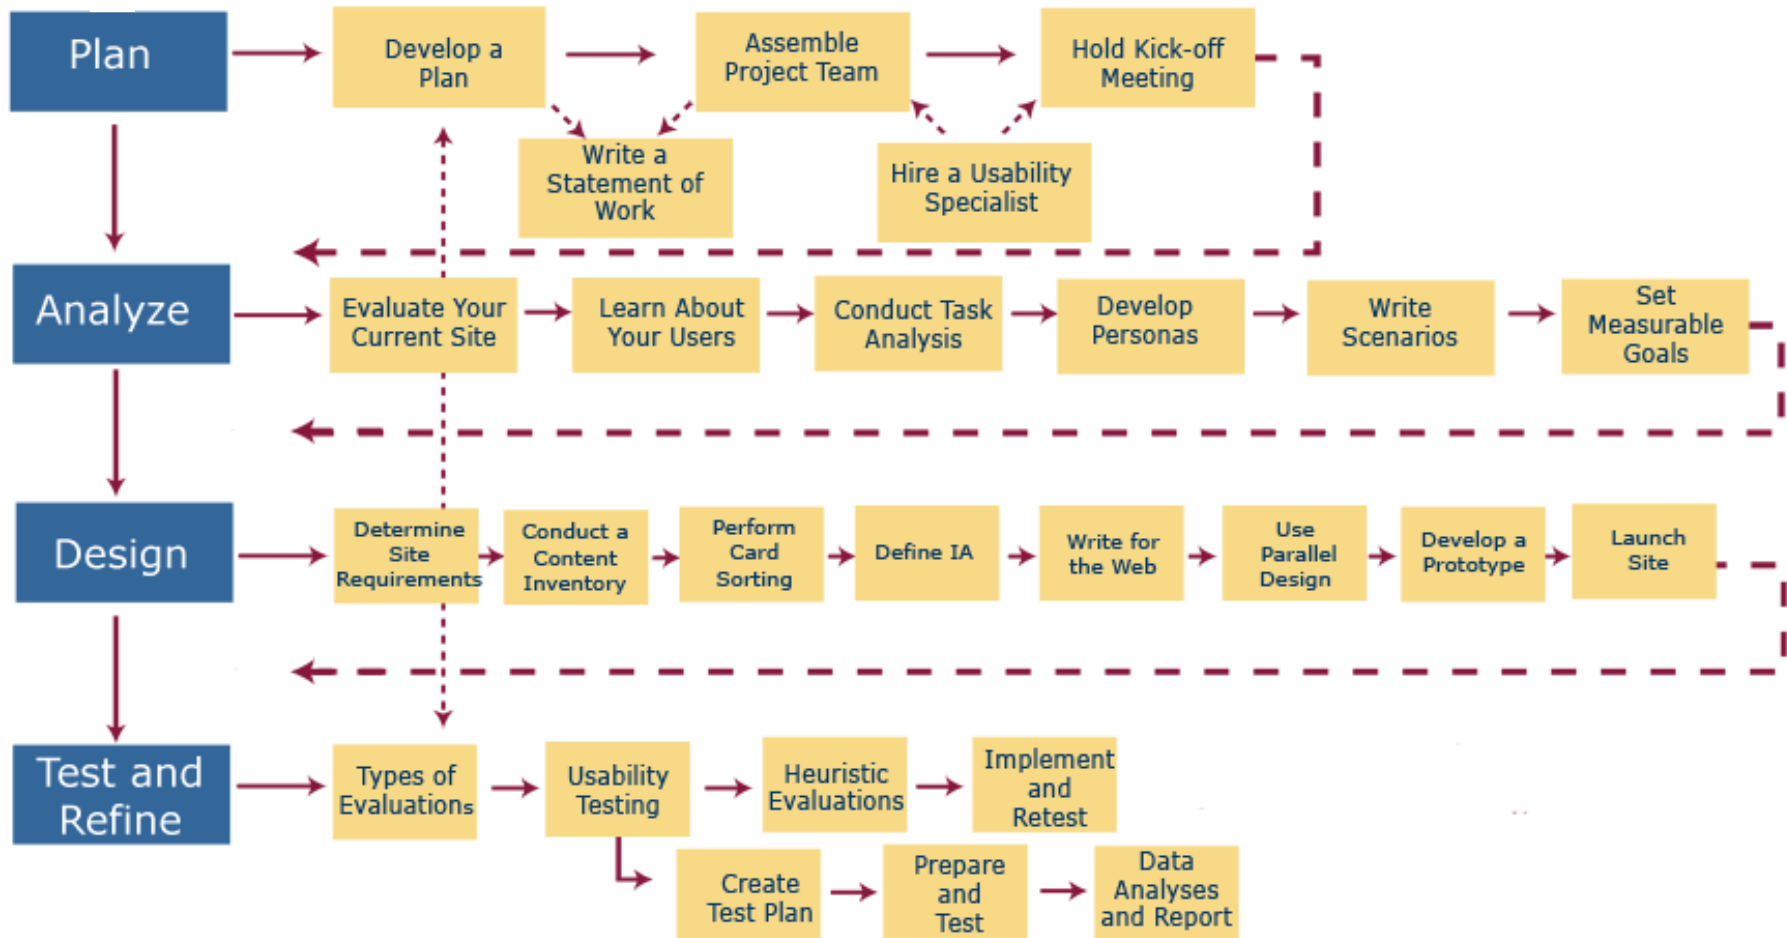 Plan
Develop a
Plan
Assemble
Project Team
Hold Kick-off
Meeting
Write a
Statement of
Work
Hire a Usability
Specialist
Analyze
Evaluate Your
Current Site
Learn About
Your Users
Conduct Task
Analysis
Develop
Personas
Write
Scenarios
Set
Measurable
Goals
Design
Determine
Site
Requirements
Conduct a
Content
Inventory
Perform
Card
Sorting
Define IA
Write for
the Web
Use
Parallel
Design
Develop a
Prototype
Launch
Site
Test and
Refine
Types of
Evaluations
Usability
Testing
Heuristic
Evaluations
Implement
and
Retest
Create
Test Plan
Prepare
and
Test
Data
Analyses
and Report